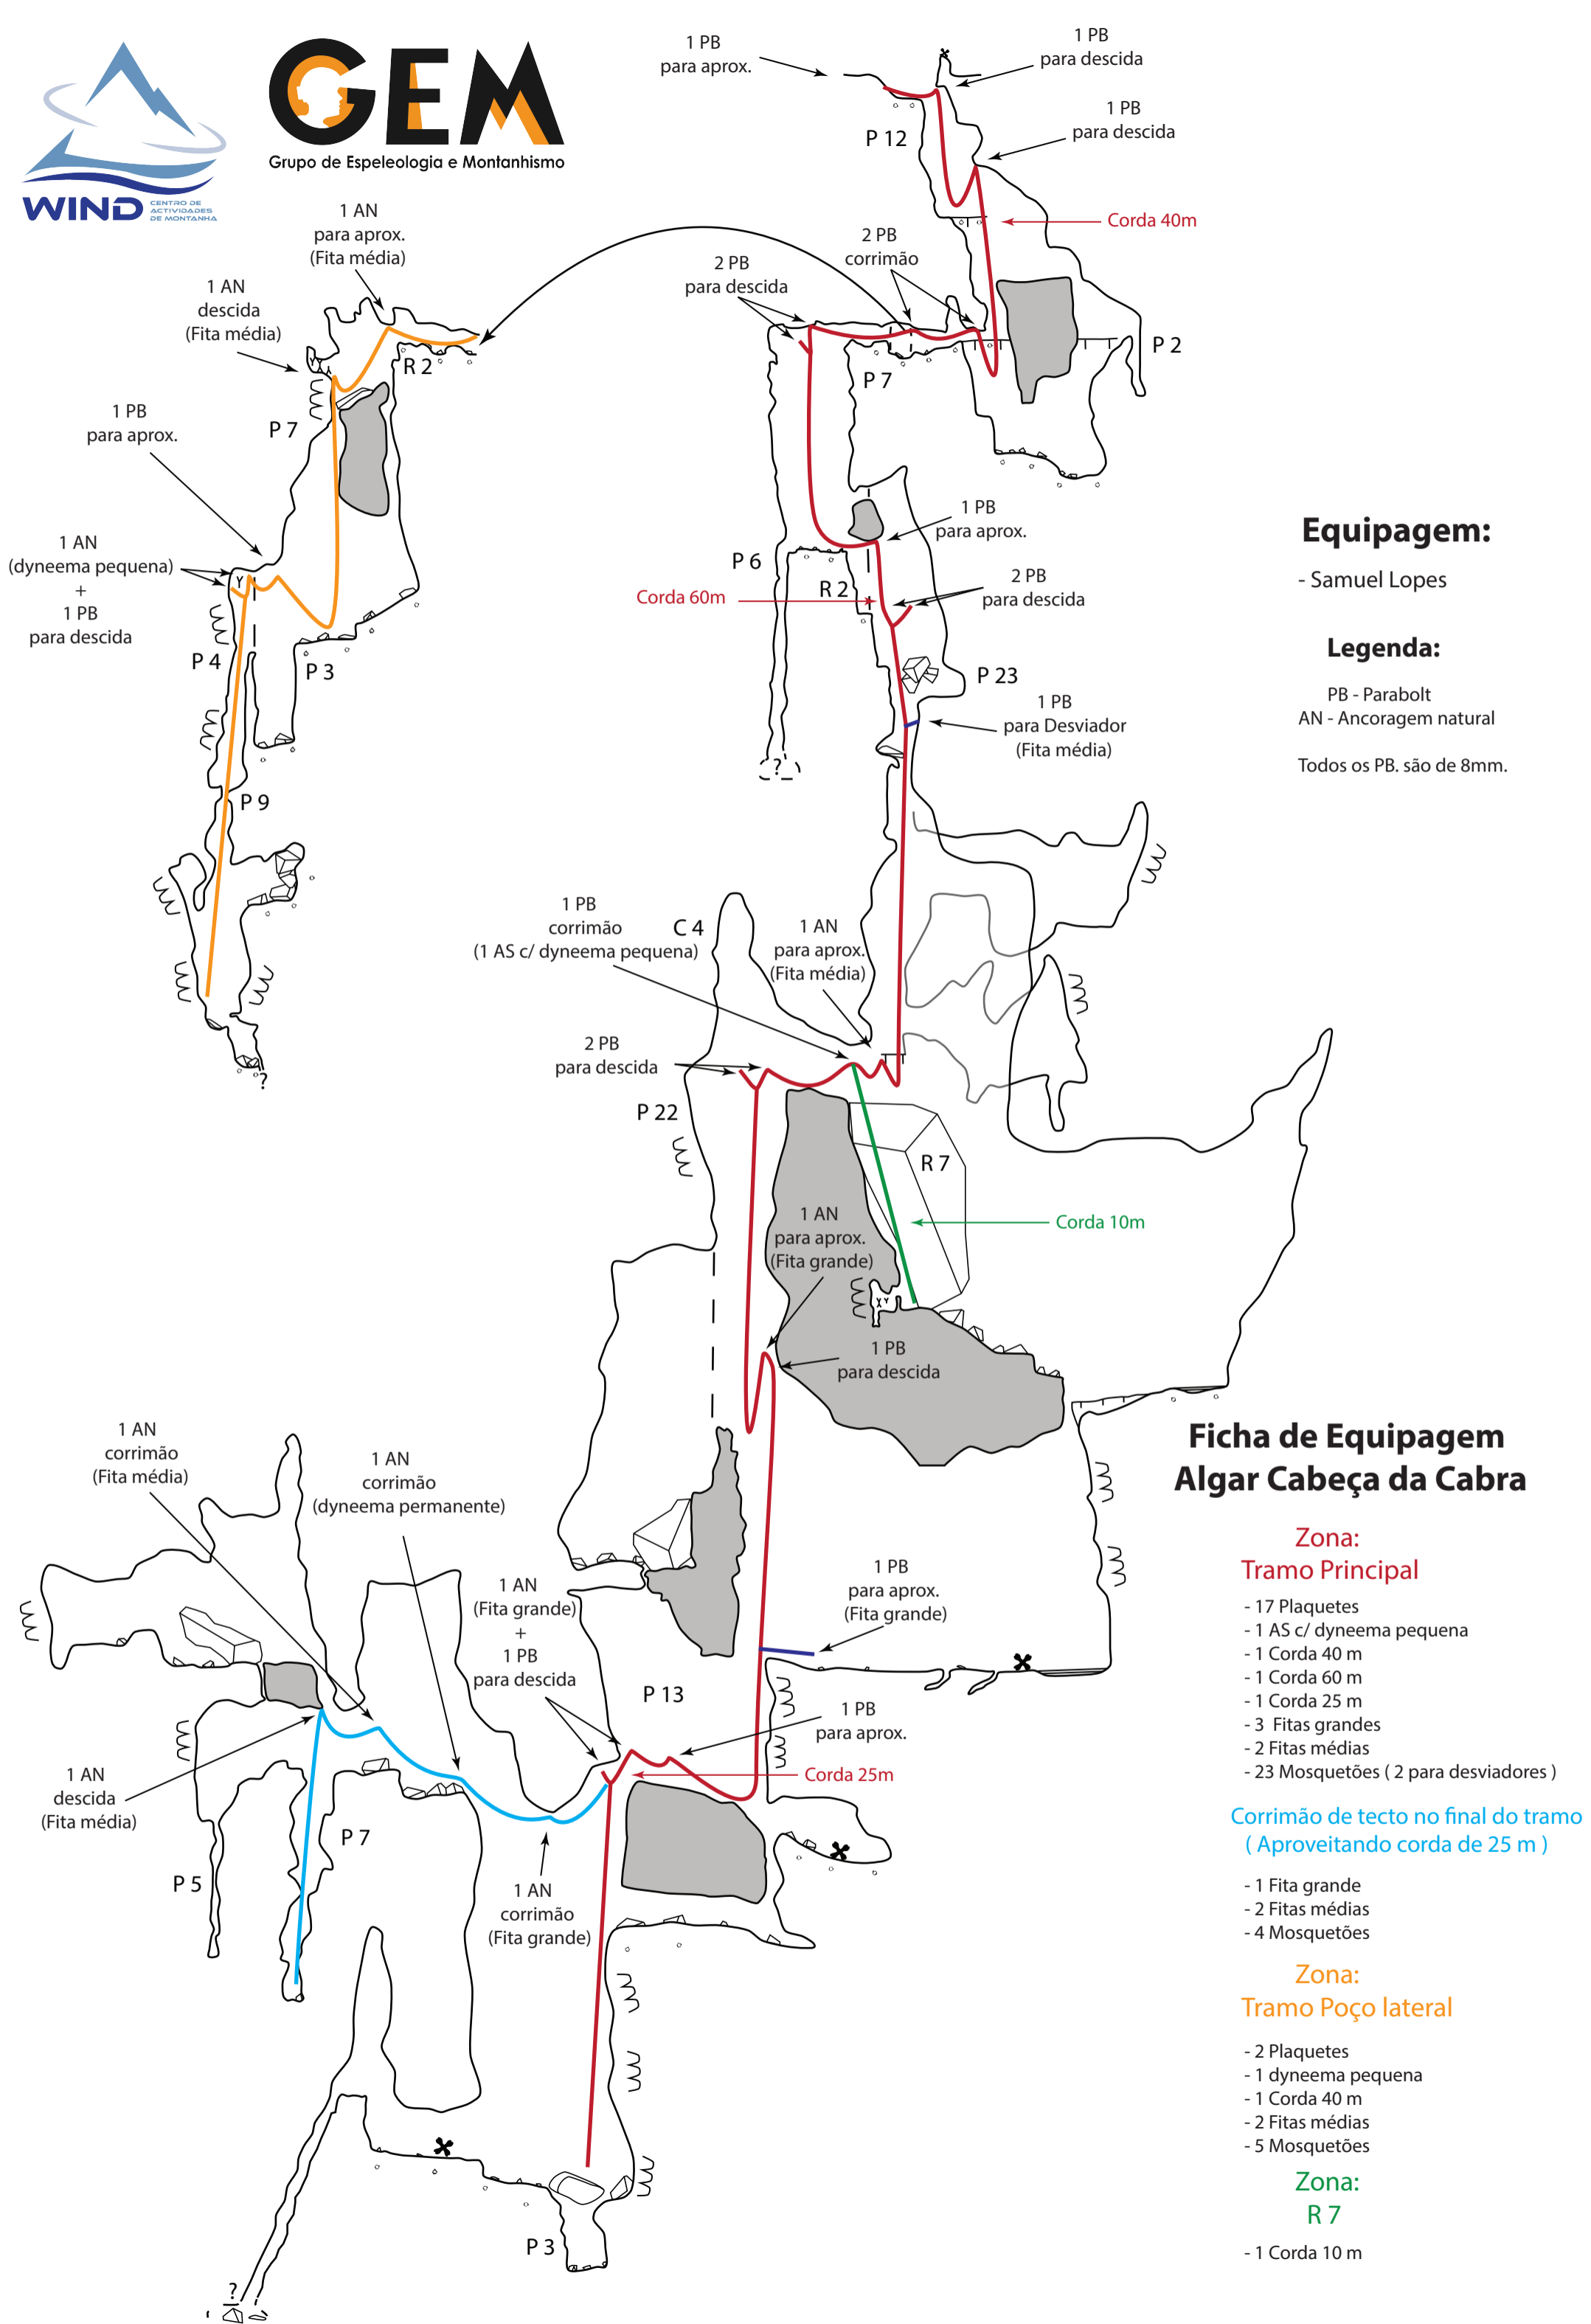 WIND
CENTRO DE
ACTIVIDADES
DE MONTANHA
GEM
Grupo de Espeleologia e Montanhismo
1 PB
para aprox.
1 PB
para descida
1 PB
para descida
P 12
Corda 40m
2 PB
corrimão
2 PB
para descida
P 2
P 7
1 AN
para aprox.
(Fita média)
1 AN
descida
(Fita média)
R 2
P 7
1 PB
para aprox.
1 AN
(dyneema pequena)
+
1 PB
para descida
P 4
P 3
P 9
?
1 PB
para aprox.
P 6
R 2
Corda 60m
2 PB
para descida
P 23
1 PB
para Desviador
(Fita média)
?
Equipagem:
- Samuel Lopes
Legenda:
PB - Parabolt
AN - Ancoragem natural
Todos os PB. são de 8mm.
1 PB
corrimão
(1 AS c/ dyneema pequena)
C 4
1 AN
para aprox.
(Fita média)
2 PB
para descida
P 22
R 7
Corda 10m
1 AN
para aprox.
(Fita grande)
1 PB
para descida
1 AN
corrimão
(Fita média)
1 AN
corrimão
(dyneema permanente)
1 AN
(Fita grande)
+
1 PB
para descida
1 PB
para aprox.
(Fita grande)
P 13
1 PB
para aprox.
Corda 25m
1 AN
descida
(Fita média)
P 7
P 5
1 AN
corrimão
(Fita grande)
P 3
?
Ficha de Equipagem
Algar Cabeça da Cabra
Zona:
Tramo Principal
- 17 Plaquetes
- 1 AS c/ dyneema pequena
- 1 Corda 40 m
- 1 Corda 60 m
- 1 Corda 25 m
- 3 Fitas grandes
- 2 Fitas médias
- 23 Mosquetões ( 2 para desviadores )
Corrimão de tecto no final do tramo
( Aproveitando corda de 25 m )
- 1 Fita grande
- 2 Fitas médias
- 4 Mosquetões
Zona:
Tramo Poço lateral
- 2 Plaquetes
- 1 dyneema pequena
- 1 Corda 40 m
- 2 Fitas médias
- 5 Mosquetões
Zona:
R 7
- 1 Corda 10 m